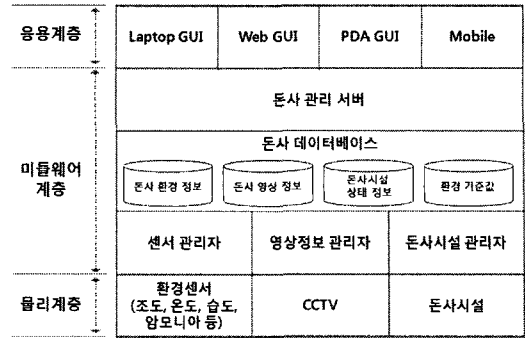 응용계층
Laptop GUI
Web GUI
PDA GUI
Mobile
미들웨어
계층
돈사 관리 서버
돈사 데이터베이스
돈사 환경 정보
돈사 영상 정보
돈사시설
상태 정보
환경 기준값
센서 관리자
영상정보 관리자
돈사시설 관리자
물리계층
환경센서
(조도, 온도, 습도,
암모니아 등)
CCTV
돈사시설